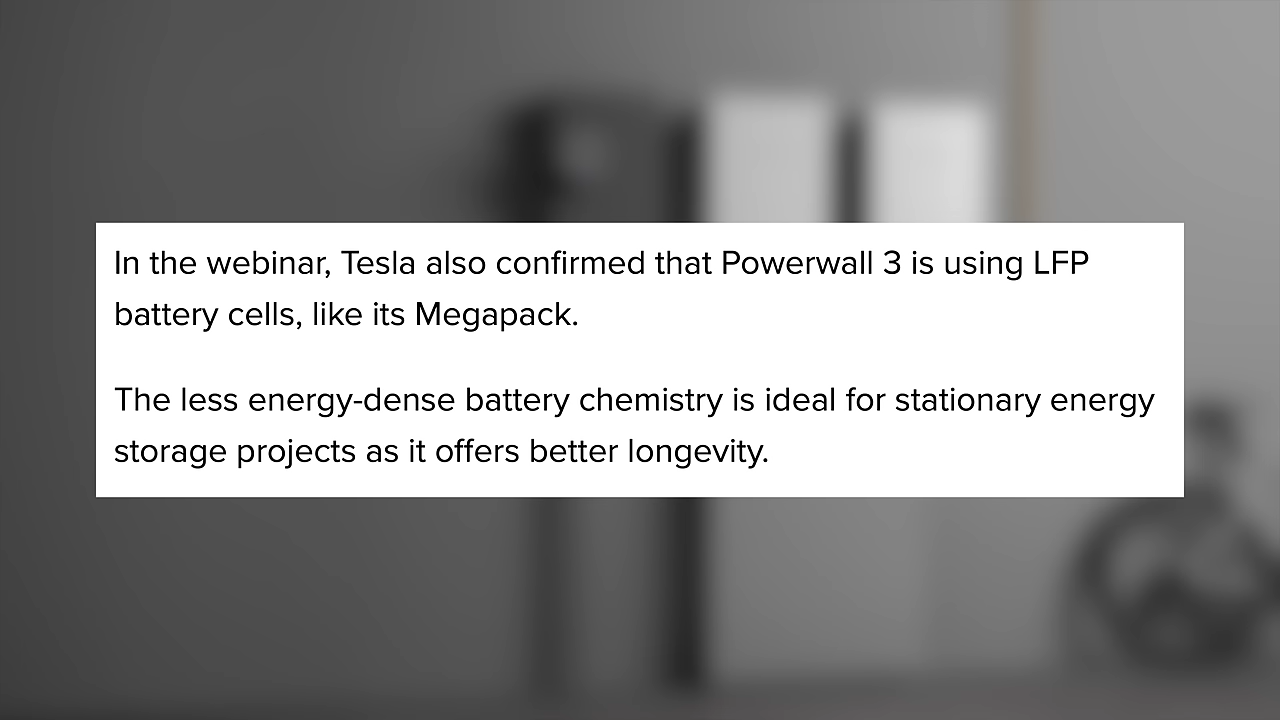 In the webinar, Tesla also confirmed that Powerwall 3 is using LFP
battery cells, like its Megapack.
The less energy-dense battery chemistry is ideal for stationary energy
storage projects as it offers better longevity.